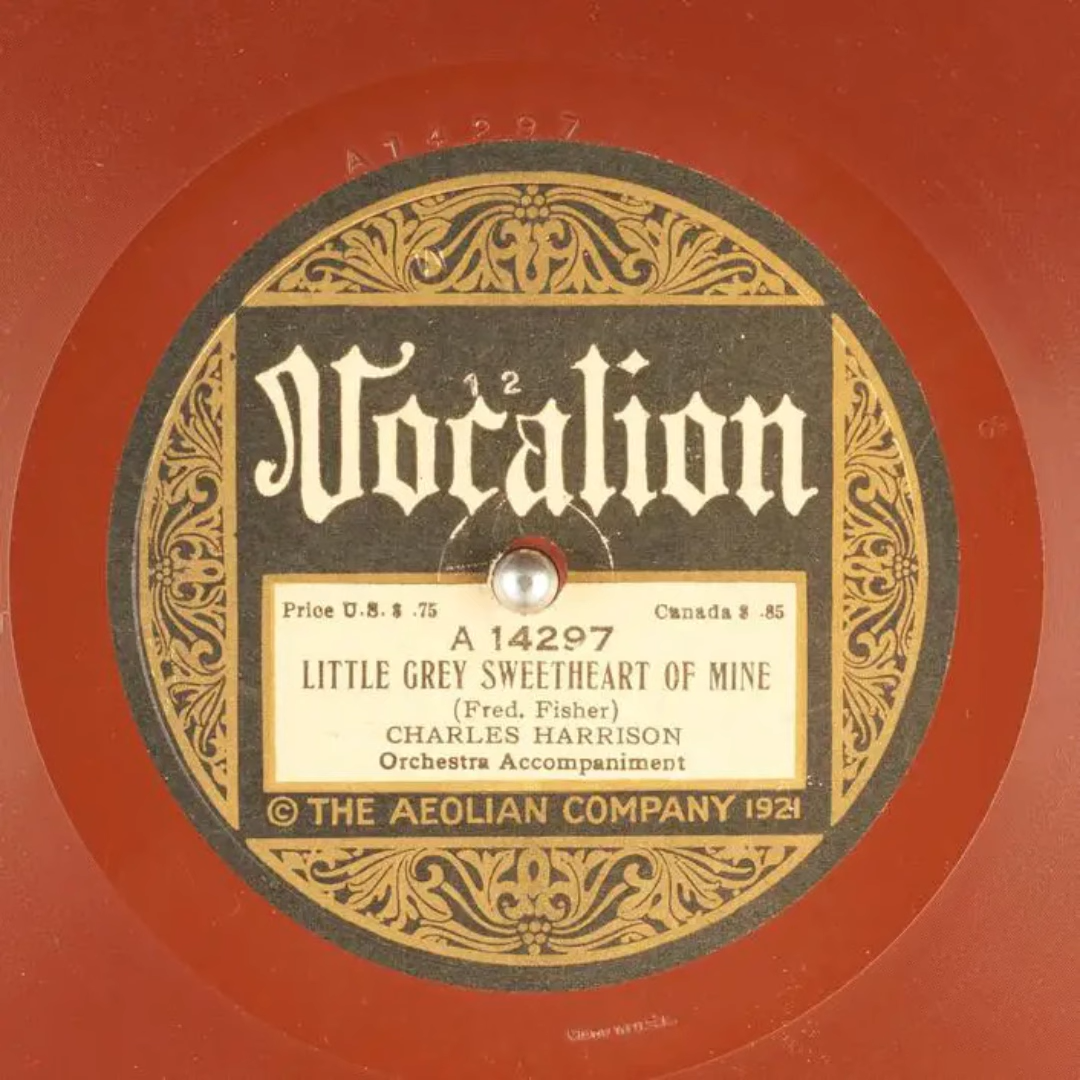 A14297
Vocalion
12
Price U.S. $ .75 Canada $ .85
A 14297
LITTLE GREY SWEETHEART OF MINE
(Fred. Fisher)
CHARLES HARRISON
Orchestra Accompaniment
© THE AEOLIAN COMPANY 1921